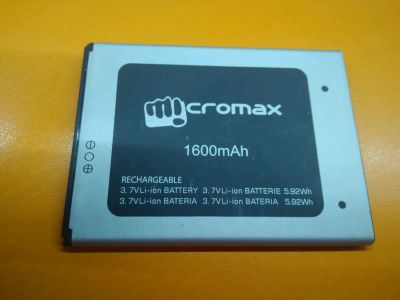 micromax
1600mAh
RECHARGEABLE
3.7VLi-ion BATTERY 3.7VLi-ion BATTERIE 5.92Wh
3.7VLi-ion BATERIA 3.7VLi-ion BATERIA 5.92Wh